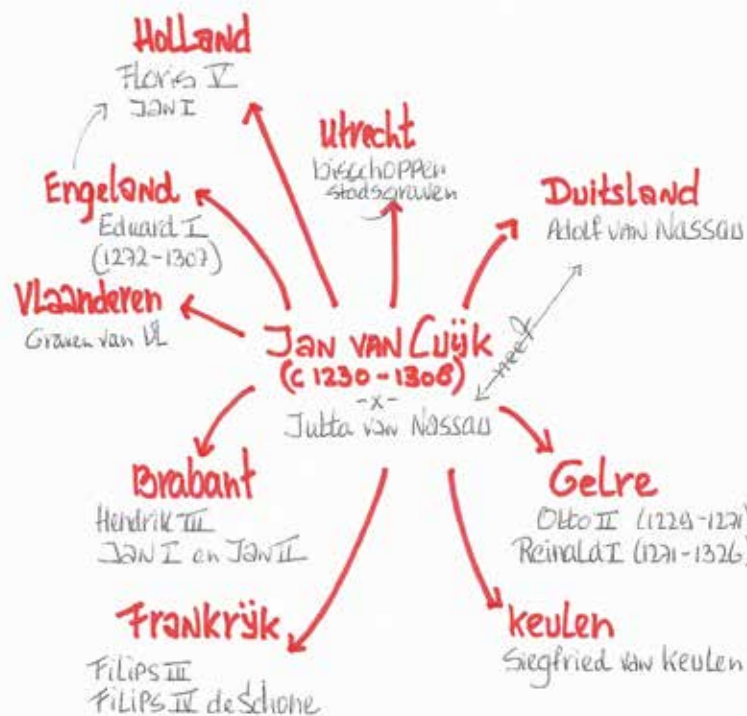 Holland
Floris V
Jan I
Utrecht
bisschoppen
stadsgraven
Engeland
Eduard I
(1272-1307)
Duitsland
Adolf van Nassau
Vlaanderen
Graven van Vl
Jan van Cuijk
(c 1230-1308)
neef
-x-
Jutta van Nassau
Brabant
Hendrik III
Jan I en Jan II
Gelre
Otto II (1229-1271)
Reinald I (1271-1326)
Frankrijk
Filips III
Filips IV de Schone
Keulen
Siegfried van Keulen